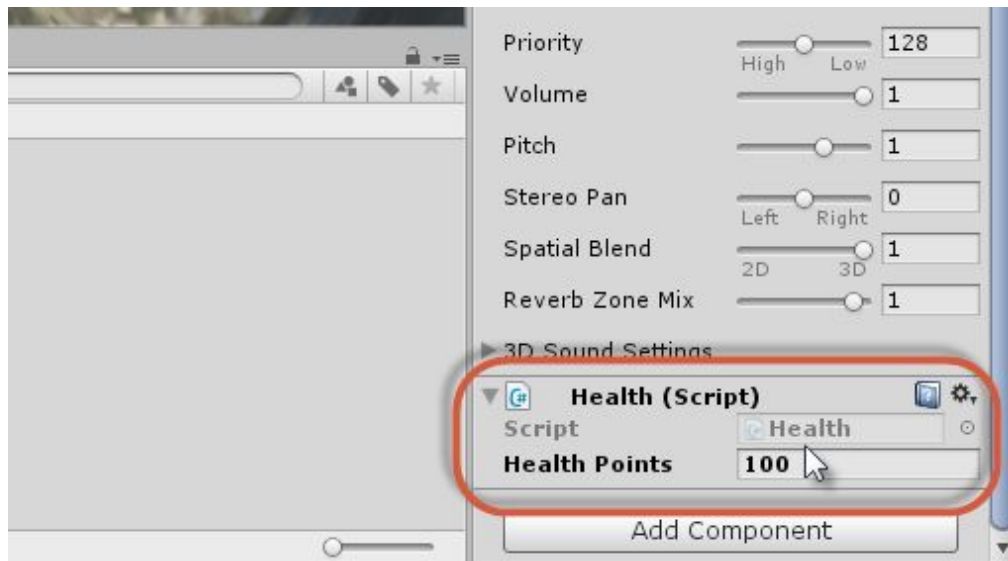 Priority 128
High Low
Volume 1
Pitch 1
Stereo Pan 0
Left Right
Spatial Blend 1
2D 3D
Reverb Zone Mix 1
3D Sound Settings
C# Health (Script)
Script Health
Health Points 100
Add Component